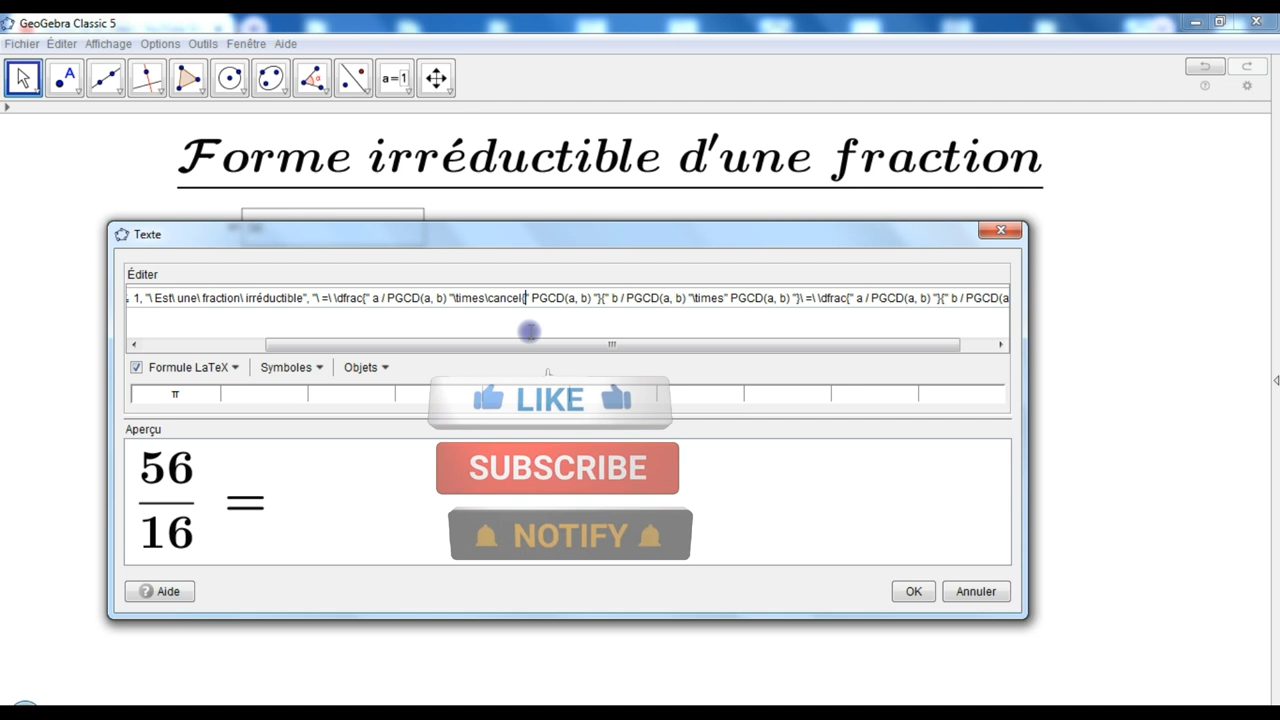 GeoGebra Classic 5
Fichier Éditer Affichage Options Outils Fenêtre Aide
A
α
a=1
Forme irréductible d'une fraction
Texte
Éditer
1, "\ Est\ une\ fraction\ irréductible", "\ =\ \dfrac{" a / PGCD(a, b) "\times\cancel{" PGCD(a, b) "}{" b / PGCD(a, b) "\times" PGCD(a, b) "}\ =\ \dfrac{" a / PGCD(a, b) "}{" b / PGCD(a
Formule LaTeX Symboles Objets
π
LIKE
Aperçu
56
16
=
SUBSCRIBE
NOTIFY
Aide
OK
Annuler